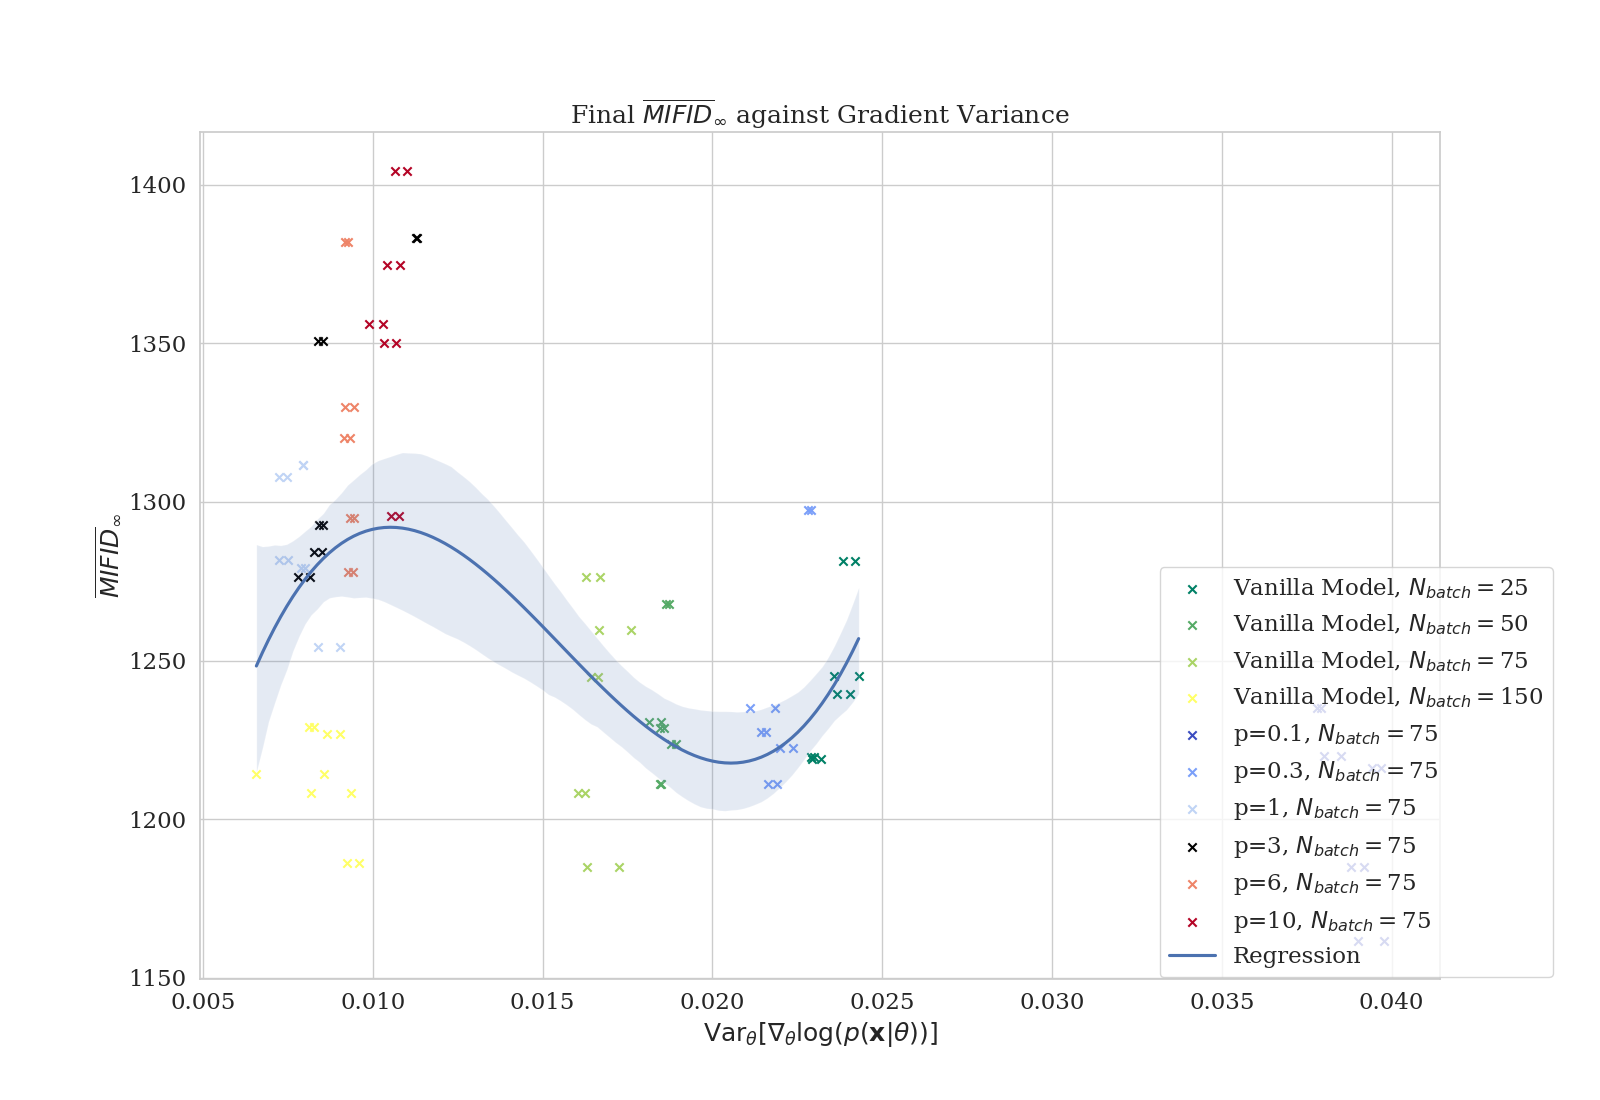 Final $\overline{MIFID}_\infty$ against Gradient Variance
$\overline{MIFID}_\infty$
1400
1350
1300
1250
1200
1150
0.005 0.010 0.015 0.020 0.025 0.030 0.035 0.040
$\mathrm{Var}_\theta[\nabla_\theta \log(p(\mathbf{x}|\theta))]$
Vanilla Model, $N_{batch} = 25$
Vanilla Model, $N_{batch} = 50$
Vanilla Model, $N_{batch} = 75$
Vanilla Model, $N_{batch} = 150$
p=0.1, $N_{batch} = 75$
p=0.3, $N_{batch} = 75$
p=1, $N_{batch} = 75$
p=3, $N_{batch} = 75$
p=6, $N_{batch} = 75$
p=10, $N_{batch} = 75$
Regression